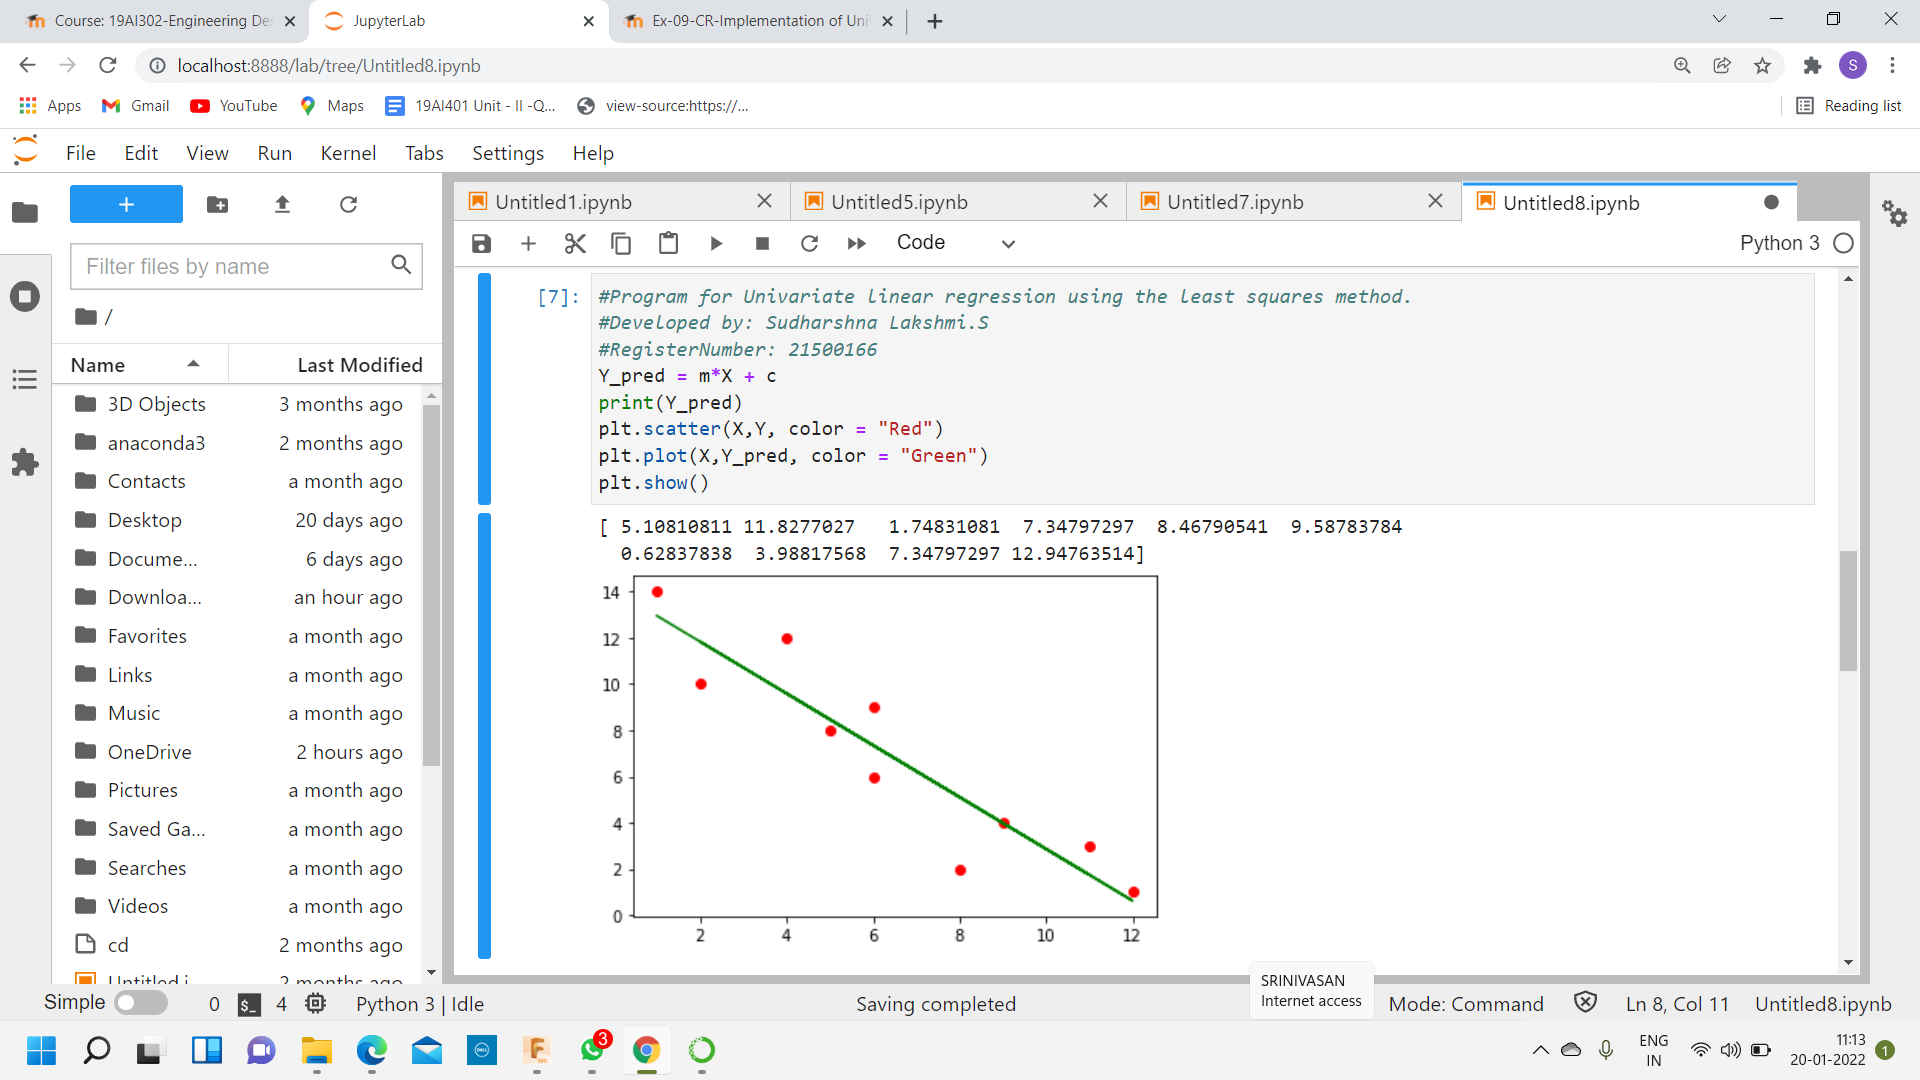 Course: 19AI302-Engineering De
JupyterLab
Ex-09-CR-Implementation of Uni
localhost:8888/lab/tree/Untitled8.ipynb
S
Apps
Gmail
YouTube
Maps
19AI401 Unit - II -Q...
view-source:https://...
Reading list
File Edit View Run Kernel Tabs Settings Help
Untitled1.ipynb
Untitled5.ipynb
Untitled7.ipynb
Untitled8.ipynb
Code
Python 3
Filter files by name
/
Name Last Modified
3D Objects 3 months ago
anaconda3 2 months ago
Contacts a month ago
Desktop 20 days ago
Docume... 6 days ago
Downloa... an hour ago
Favorites a month ago
Links a month ago
Music a month ago
OneDrive 2 hours ago
Pictures a month ago
Saved Ga... a month ago
Searches a month ago
Videos a month ago
cd 2 months ago
Untitled.i 2 months ago
[7]: #Program for Univariate linear regression using the least squares method.
#Developed by: Sudharshna Lakshmi.S
#RegisterNumber: 21500166
Y_pred = m*X + c
print(Y_pred)
plt.scatter(X,Y, color = "Red")
plt.plot(X,Y_pred, color = "Green")
plt.show()
[ 5.10810811 11.8277027 1.74831081 7.34797297 8.46790541 9.58783784
0.62837838 3.98817568 7.34797297 12.94763514]
14
12
10
8
6
4
2
0
2 4 6 8 10 12
SRINIVASAN
Internet access
Simple 0 $_ 4 Python 3 | Idle Saving completed Mode: Command Ln 8, Col 11 Untitled8.ipynb
DELL
F
360
3
ENG
IN
11:13
20-01-2022
1